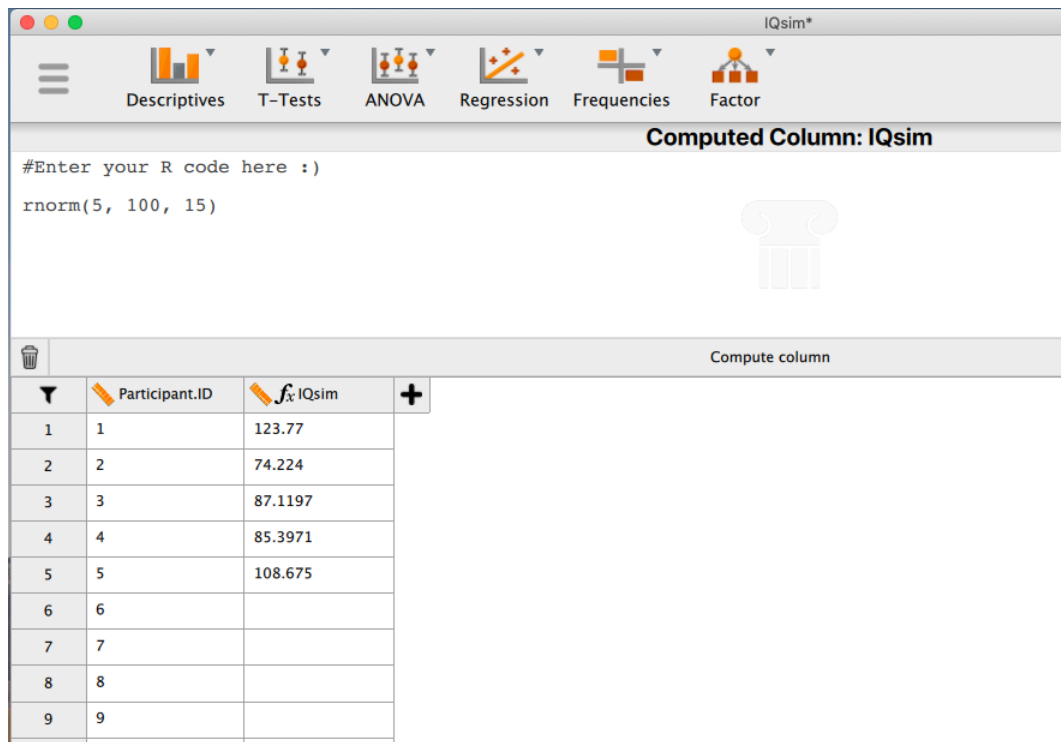 IQsim*
Descriptives T-Tests ANOVA Regression Frequencies Factor
Computed Column: IQsim
#Enter your R code here :)
rnorm(5, 100, 15)
Compute column
Participant.ID fx IQsim +
1 1 123.77
2 2 74.224
3 3 87.1197
4 4 85.3971
5 5 108.675
6 6
7 7
8 8
9 9